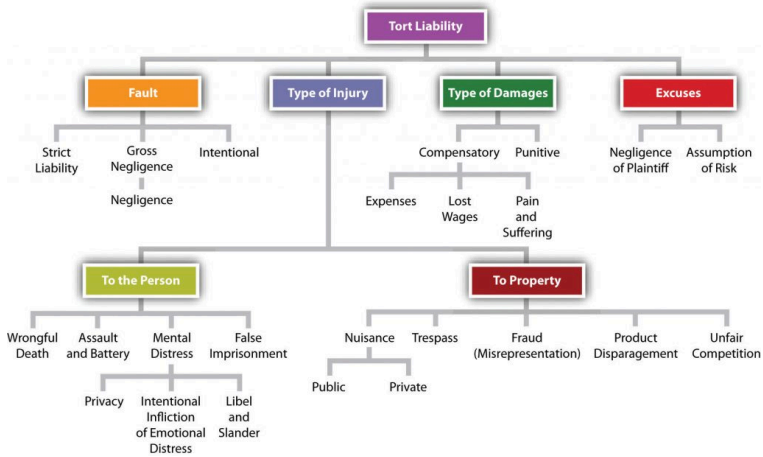 Tort Liability
Fault
Type of Injury
Type of Damages
Excuses
Strict
Liability
Gross
Negligence
Intentional
Negligence
Compensatory
Punitive
Expenses
Lost
Wages
Pain
and
Suffering
Negligence
of Plaintiff
Assumption
of Risk
To the Person
To Property
Wrongful
Death
Assault
and Battery
Mental
Distress
False
Imprisonment
Privacy
Intentional
Infliction
of Emotional
Distress
Libel
and
Slander
Nuisance
Trespass
Fraud
(Misrepresentation)
Product
Disparagement
Unfair
Competition
Public
Private